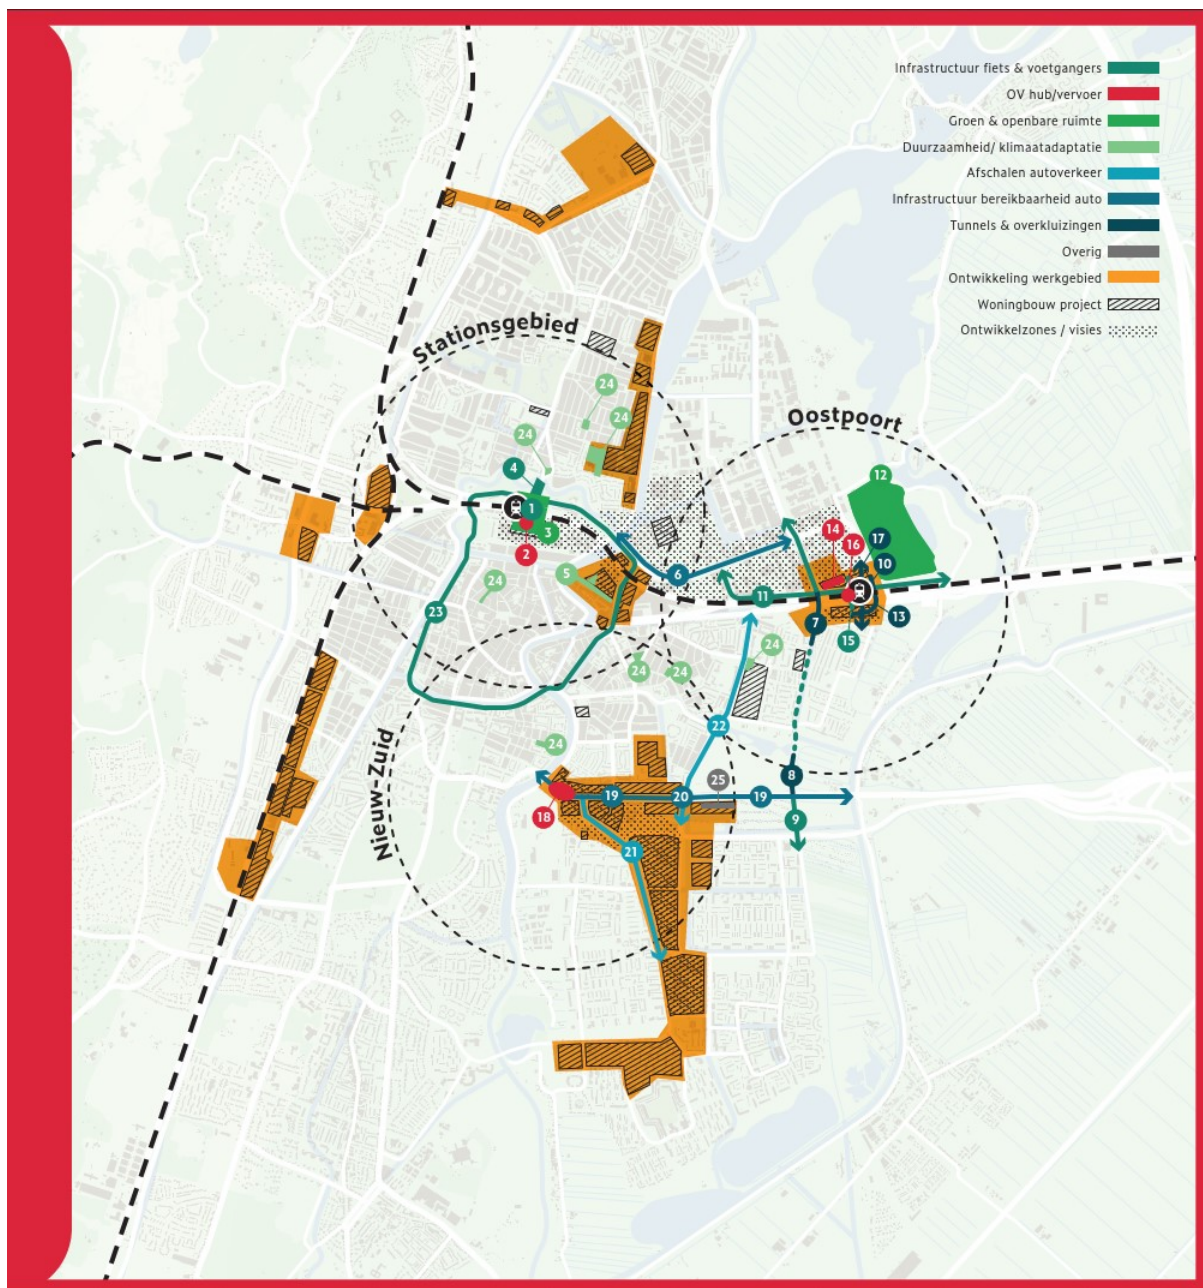 Infrastructuur fiets & voetgangers
OV hub/vervoer
Groen & openbare ruimte
Duurzaamheid/ klimaatadaptatie
Afschalen autoverkeer
Infrastructuur bereikbaarheid auto
Tunnels & overkluizingen
Overig
Ontwikkeling werkgebied
Woningbouw project
Ontwikkelzones / visies
Stationsgebied
Oostpoort
Nieuw-Zuid
24
24
24
4
12
1
2
3
14
16
17
10
5
6
24
11
23
7
13
15
24
24
24
22
24
8
25
19
20
19
18
9
21